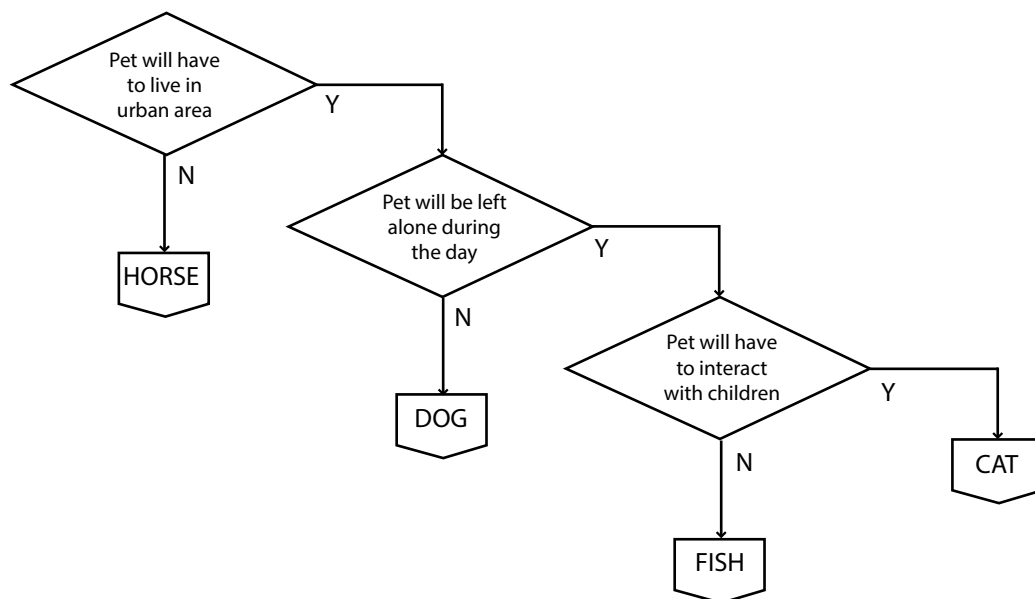 Pet will have
to live in
urban area
Y
N
HORSE
Pet will be left
alone during
the day
Y
N
DOG
Pet will have
to interact
with children
Y
N
CAT
FISH